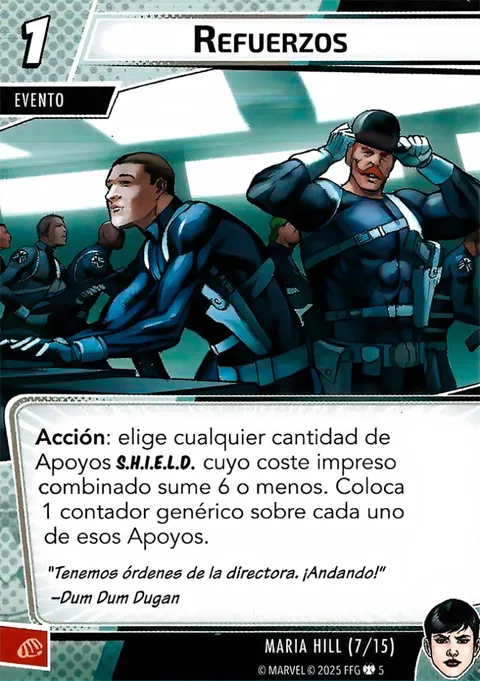 1
REFUERZOS
EVENTO
Acción: elige cualquier cantidad de
Apoyos S.H.I.E.L.D. cuyo coste impreso
combinado sume 6 o menos. Coloca
1 contador genérico sobre cada uno
de esos Apoyos.
"Tenemos órdenes de la directora. ¡Andando!"
–Dum Dum Dugan
MARIA HILL (7/15)
© MARVEL © 2025 FFG 5